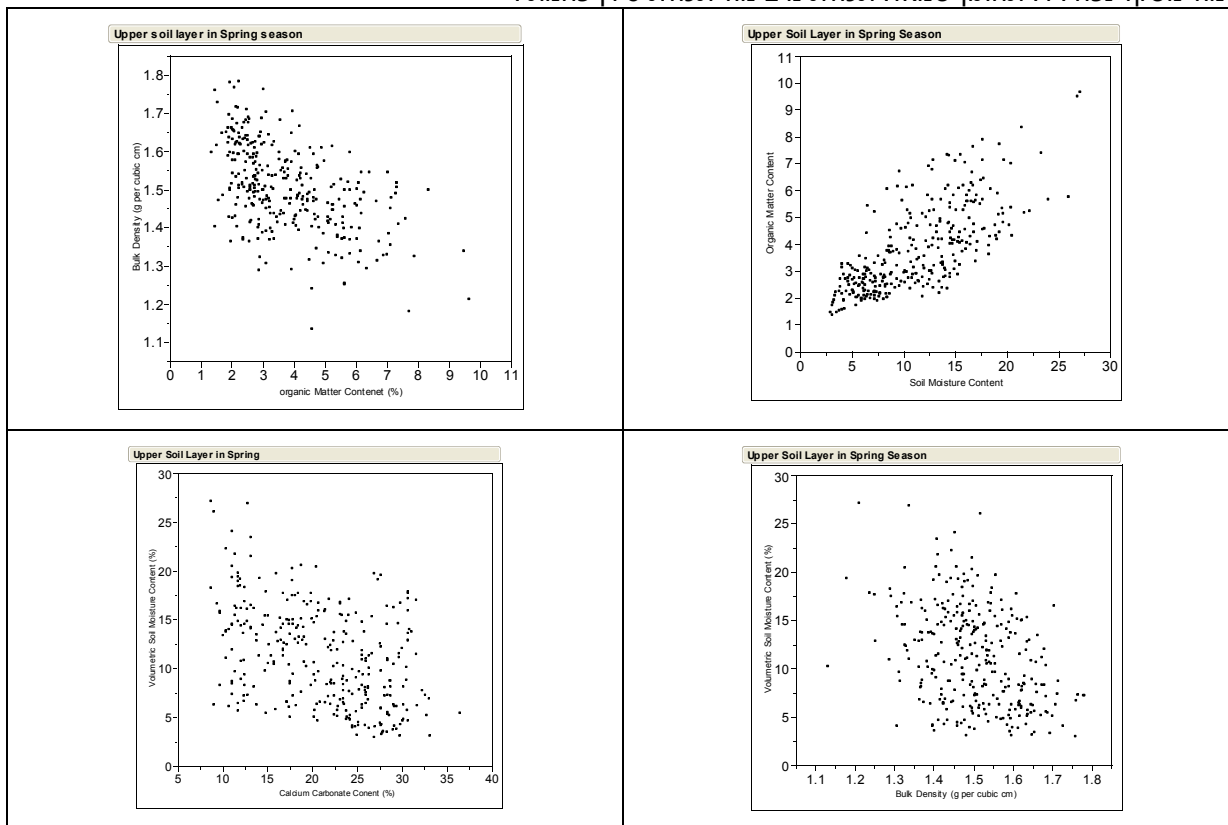 Upper soil layer in Spring season
1.8
1.7
1.6
1.5
1.4
1.3
1.2
1.1
Bulk Density (g per cubic cm)
0 1 2 3 4 5 6 7 8 9 10 11
organic Matter Contenet (%)
Upper Soil Layer in Spring Season
11
10
9
8
7
6
5
4
3
2
1
0
Organic Matter Content
0 5 10 15 20 25 30
Soil Moisture Content
Upper Soil Layer in Spring
30
25
20
15
10
5
0
Volumetric Soil Moisture Content (%)
5 10 15 20 25 30 35 40
Calcium Carbonate Conent (%)
Upper Soil Layer in Spring Season
30
25
20
15
10
5
0
Volumetric Soil Moisture Content (%)
1.1 1.2 1.3 1.4 1.5 1.6 1.7 1.8
Bulk Density (g per cubic cm)